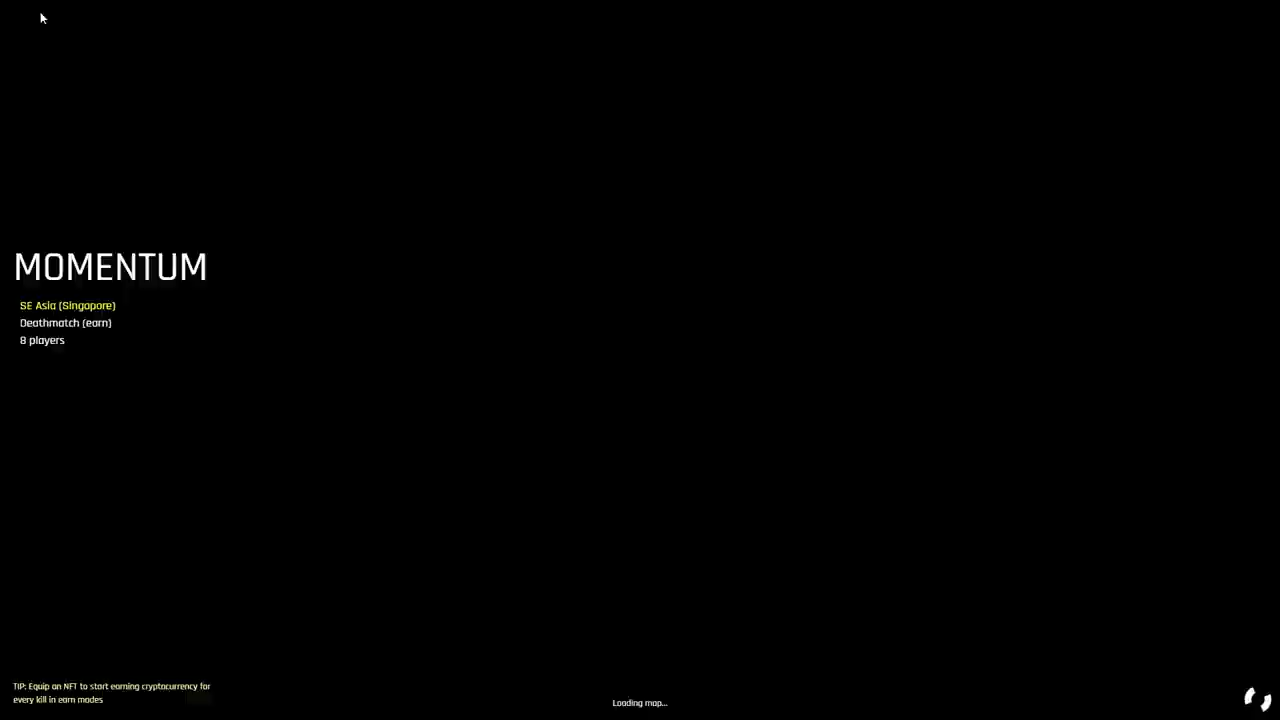 MOMENTUM
SE Asia (Singapore)
Deathmatch (earn)
8 players
TIP: Equip an NFT to start earning cryptocurrency for
every kill in earn modes
Loading map...